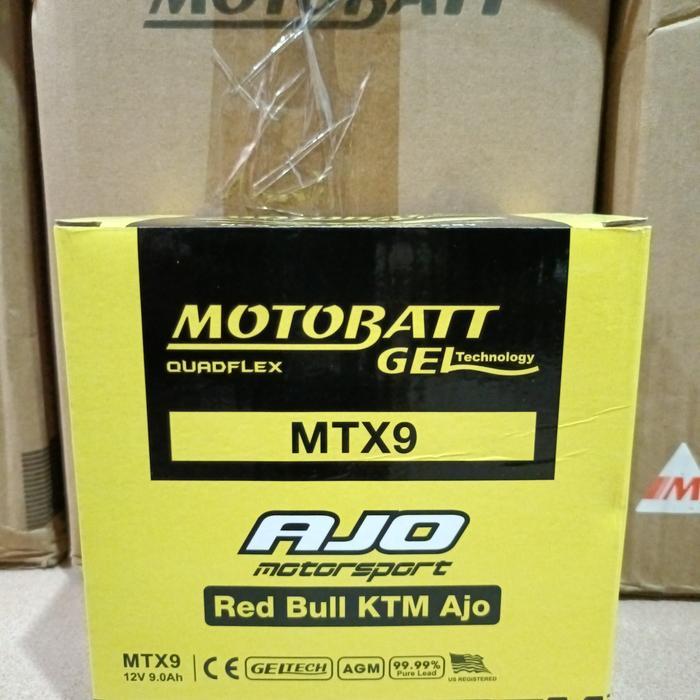 MOTOBATT
MOTOBATT
QUADFLEX
GEL Technology
MTX9
AJO
motorsport
Red Bull KTM Ajo
MTX9
12V 9.0Ah
CE
GELTECH
AGM
99.99%
Pure Lead
US REGISTERED
M